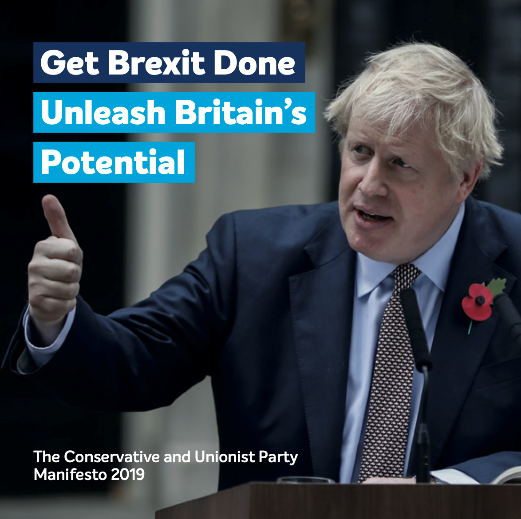 Get Brexit Done
Unleash Britain’s
Potential
The Conservative and Unionist Party
Manifesto 2019